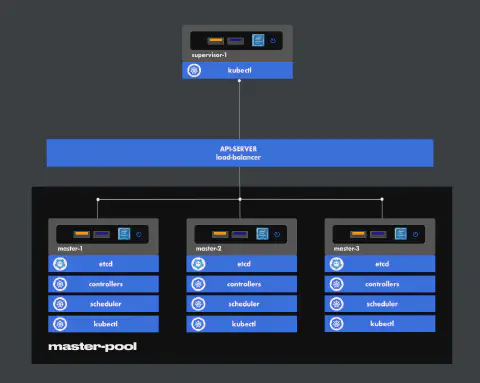 supervisor-1
kubectl
API-SERVER
load-balancer
master-1
etcd
controllers
scheduler
kubectl
master-2
etcd
controllers
scheduler
kubectl
master-3
etcd
controllers
scheduler
kubectl
master-pool